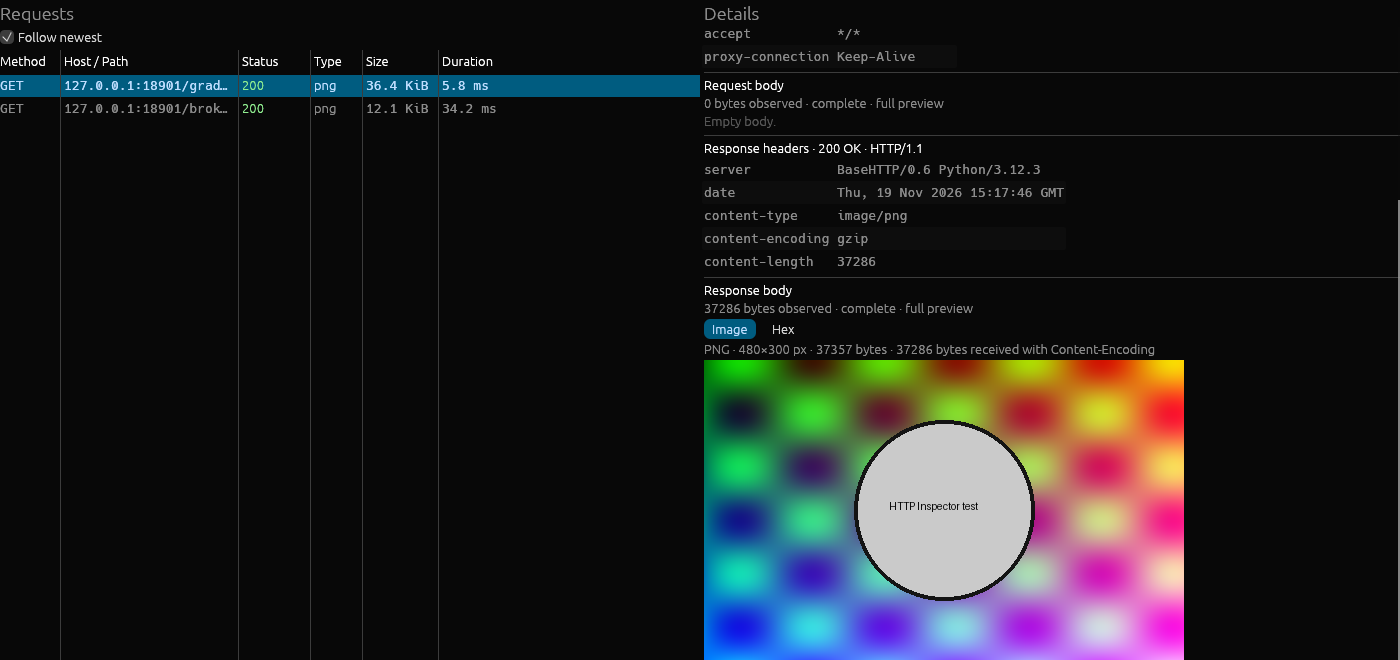 Requests
Follow newest
Method Host / Path Status Type Size Duration
GET 127.0.0.1:18901/grad… 200 png 36.4 KiB 5.8 ms
GET 127.0.0.1:18901/brok… 200 png 12.1 KiB 34.2 ms
Details
accept */*
proxy-connection Keep-Alive
Request body
0 bytes observed · complete · full preview
Empty body.
Response headers · 200 OK · HTTP/1.1
server BaseHTTP/0.6 Python/3.12.3
date Thu, 19 Nov 2026 15:17:46 GMT
content-type image/png
content-encoding gzip
content-length 37286
Response body
37286 bytes observed · complete · full preview
Image Hex
PNG · 480×300 px · 37357 bytes · 37286 bytes received with Content-Encoding
HTTP Inspector test